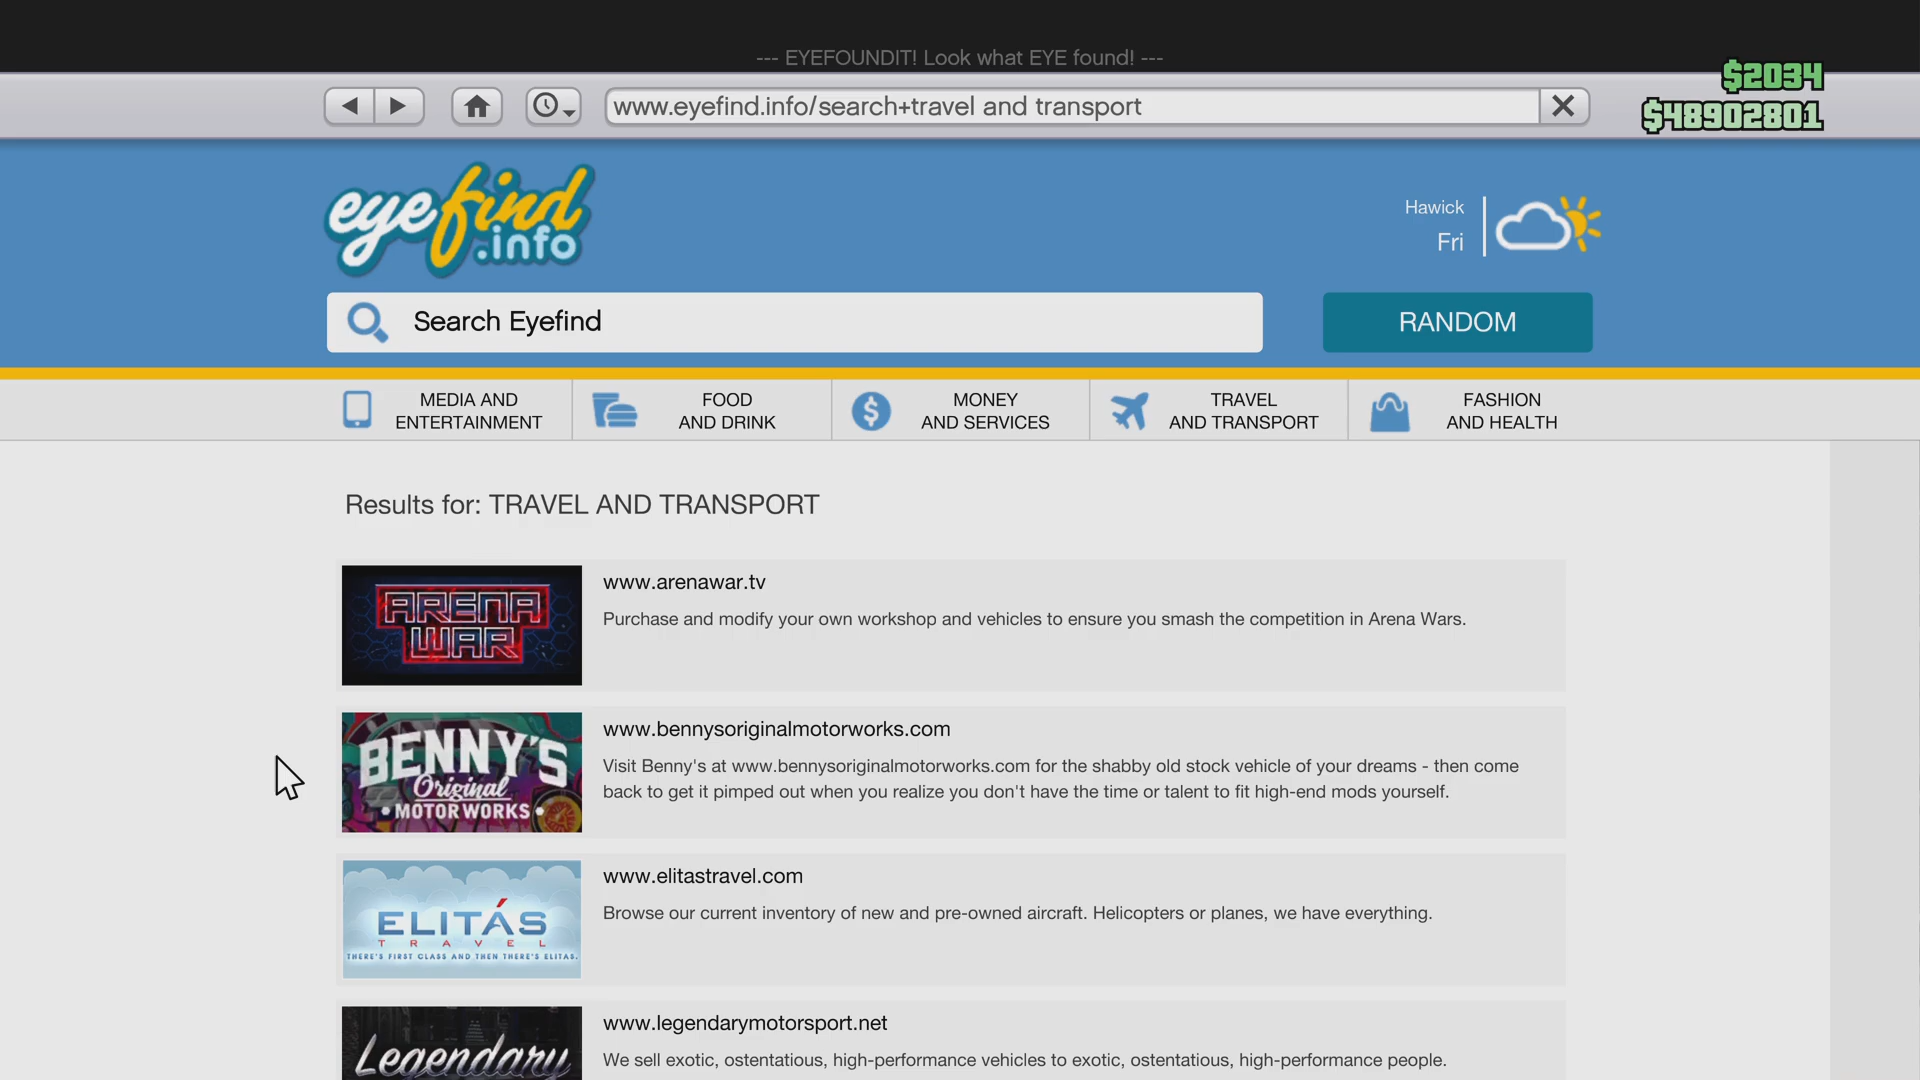 --- EYEFOUNDIT! Look what EYE found! ---
$2034
www.eyefind.info/search+travel and transport
$48902801
eyefind
.info
Hawick
Fri
Search Eyefind
RANDOM
MEDIA AND
ENTERTAINMENT
FOOD
AND DRINK
MONEY
AND SERVICES
TRAVEL
AND TRANSPORT
FASHION
AND HEALTH
Results for: TRAVEL AND TRANSPORT
ARENA
WAR
www.arenawar.tv
Purchase and modify your own workshop and vehicles to ensure you smash the competition in Arena Wars.
BENNY'S
Original
MOTOR WORKS
www.bennysoriginalmotorworks.com
Visit Benny's at www.bennysoriginalmotorworks.com for the shabby old stock vehicle of your dreams - then come
back to get it pimped out when you realize you don't have the time or talent to fit high-end mods yourself.
ELITÁS
TRAVEL
THERE'S FIRST CLASS AND THEN THERE'S ELITAS.
www.elitastravel.com
Browse our current inventory of new and pre-owned aircraft. Helicopters or planes, we have everything.
Legendary
www.legendarymotorsport.net
We sell exotic, ostentatious, high-performance vehicles to exotic, ostentatious, high-performance people.